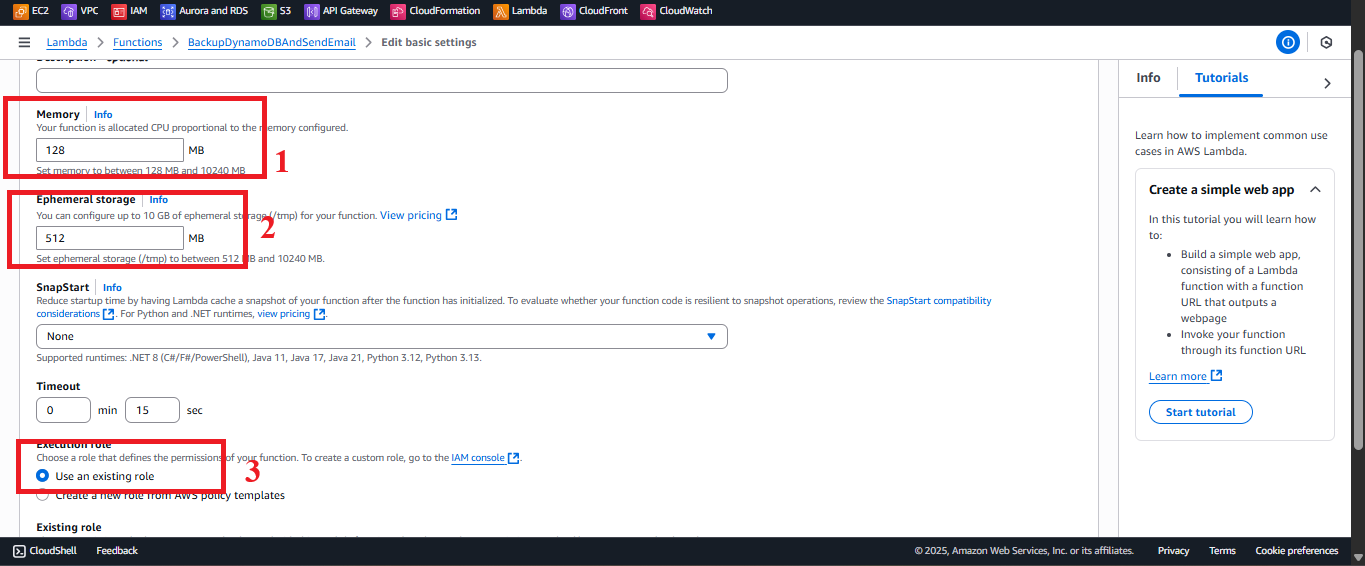 EC2 VPC IAM Aurora and RDS S3 API Gateway CloudFormation Lambda CloudFront CloudWatch
Lambda > Functions > BackupDynamoDBAndSendEmail > Edit basic settings
Description - optional
Memory Info
Your function is allocated CPU proportional to the memory configured.
128 MB
Set memory to between 128 MB and 10240 MB
1
Ephemeral storage Info
You can configure up to 10 GB of ephemeral storage (/tmp) for your function. View pricing
2
512 MB
Set ephemeral storage (/tmp) to between 512 MB and 10240 MB.
SnapStart Info
Reduce startup time by having Lambda cache a snapshot of your function after the function has initialized. To evaluate whether your function code is resilient to snapshot operations, review the SnapStart compatibility
considerations. For Python and .NET runtimes, view pricing.
None
Supported runtimes: .NET 8 (C#/F#/PowerShell), Java 11, Java 17, Java 21, Python 3.12, Python 3.13.
Timeout
0 min 15 sec
Execution role
Choose a role that defines the permissions of your function. To create a custom role, go to the IAM console.
3
Use an existing role
Create a new role from AWS policy templates
Existing role
Info Tutorials
Learn how to implement common use
cases in AWS Lambda.
Create a simple web app
In this tutorial you will learn how
to:
• Build a simple web app,
consisting of a Lambda
function with a function
URL that outputs a
webpage
• Invoke your function
through its function URL
Learn more
Start tutorial
CloudShell Feedback © 2025, Amazon Web Services, Inc. or its affiliates. Privacy Terms Cookie preferences